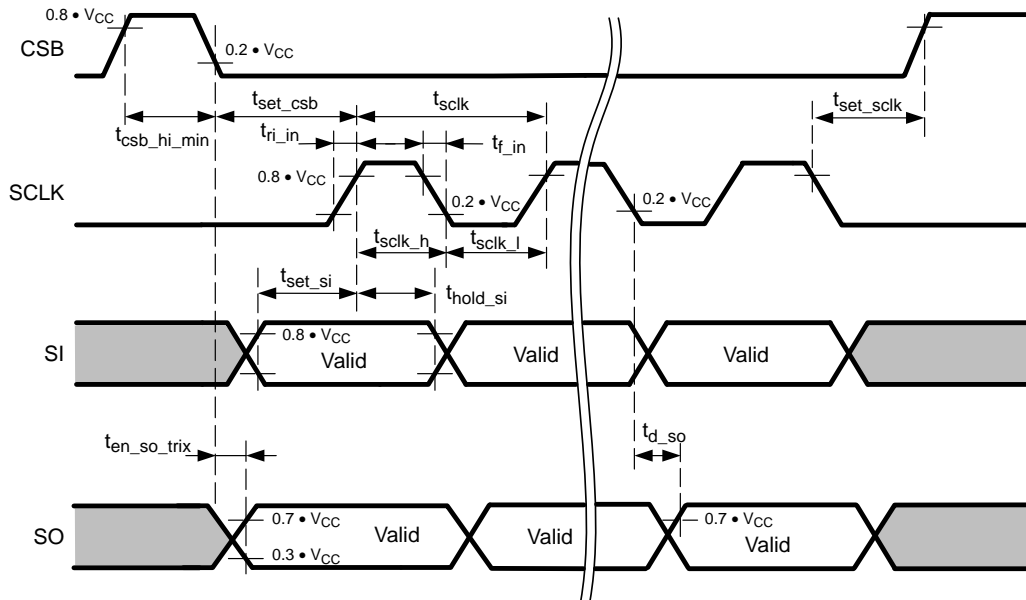 0.8 • VCC
CSB
0.2 • VCC
tset_csb
tsclk
tset_sclk
tcsb_hi_min
tri_in
tf_in
0.8 • VCC
SCLK
0.2 • VCC
0.2 • VCC
tsclk_h
tsclk_l
tset_si
thold_si
0.8 • VCC
SI
Valid
Valid
Valid
ten_so_trix
td_so
0.7 • VCC
0.7 • VCC
SO
Valid
Valid
Valid
0.3 • VCC